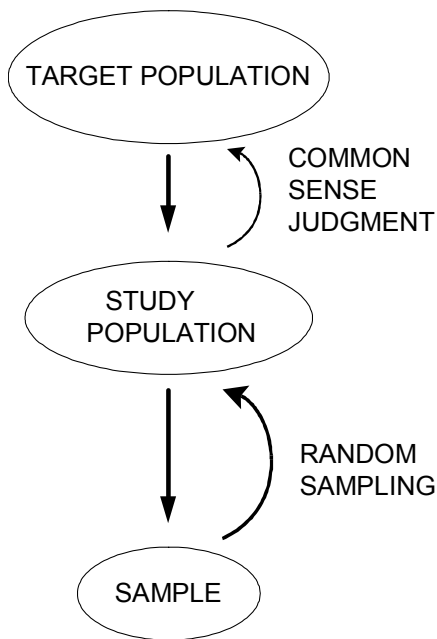 TARGET POPULATION
COMMON
SENSE
JUDGMENT
STUDY
POPULATION
RANDOM
SAMPLING
SAMPLE